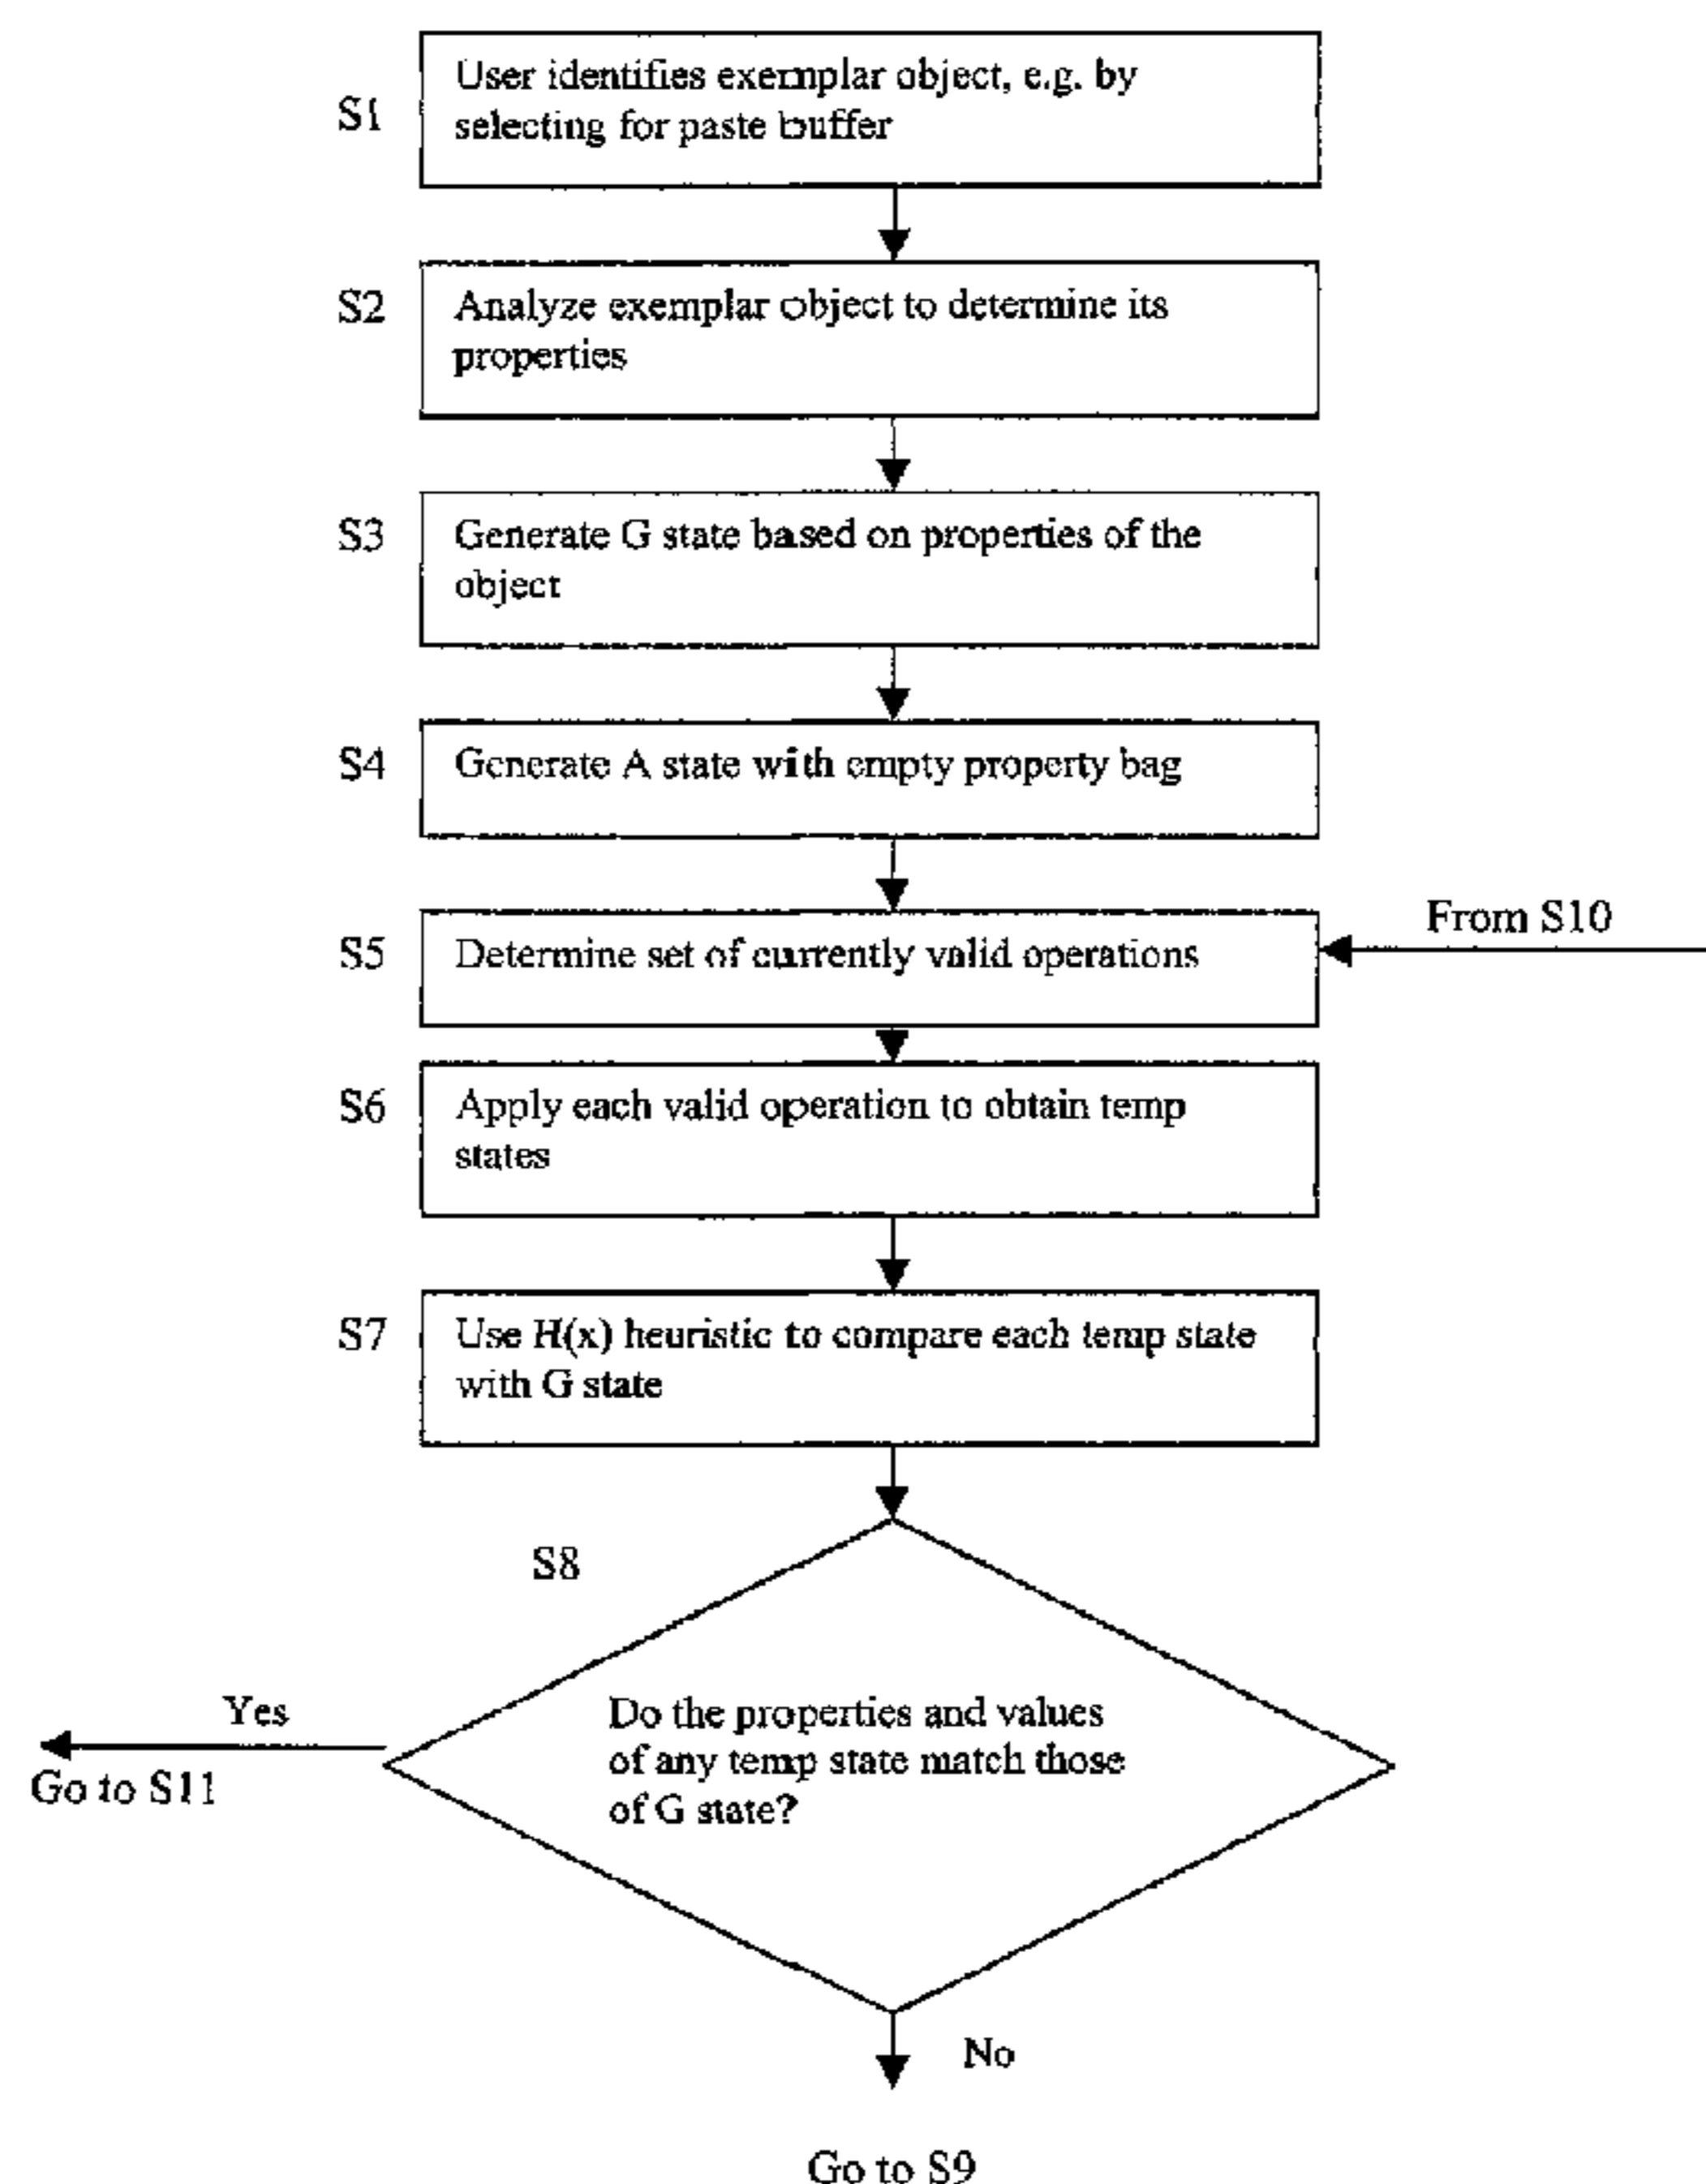 S1
User identifies exemplar object, e.g. by
selecting for paste buffer
S2
Analyze exemplar object to determine its
properties
S3
Generate G state based on properties of the
object
S4
Generate A state with empty property bag
From S10
S5
Determine set of currently valid operations
S6
Apply each valid operation to obtain temp
states
S7
Use H(x) heuristic to compare each temp state
with G state
S8
Do the properties and values
of any temp state match those
of G state?
Yes
Go to S11
No
Go to S9